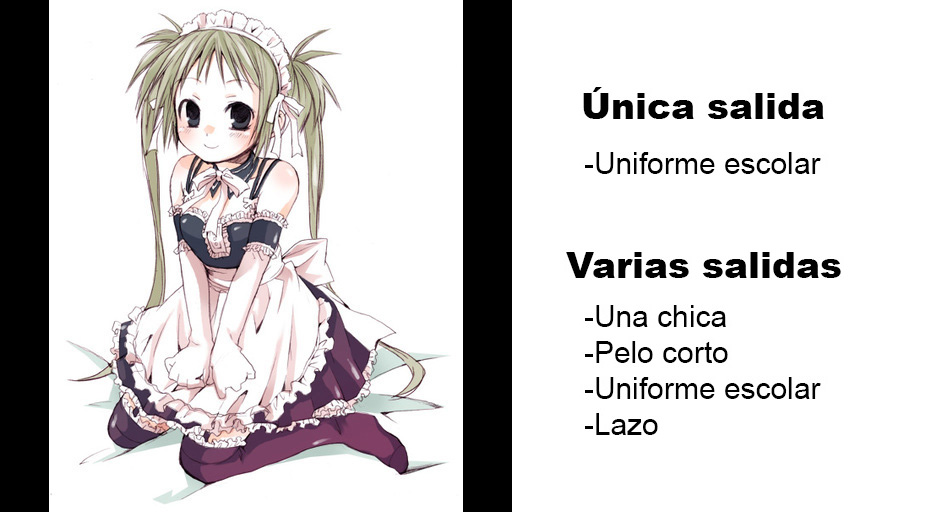 Única salida
-Uniforme escolar
Varias salidas
-Una chica
-Pelo corto
-Uniforme escolar
-Lazo